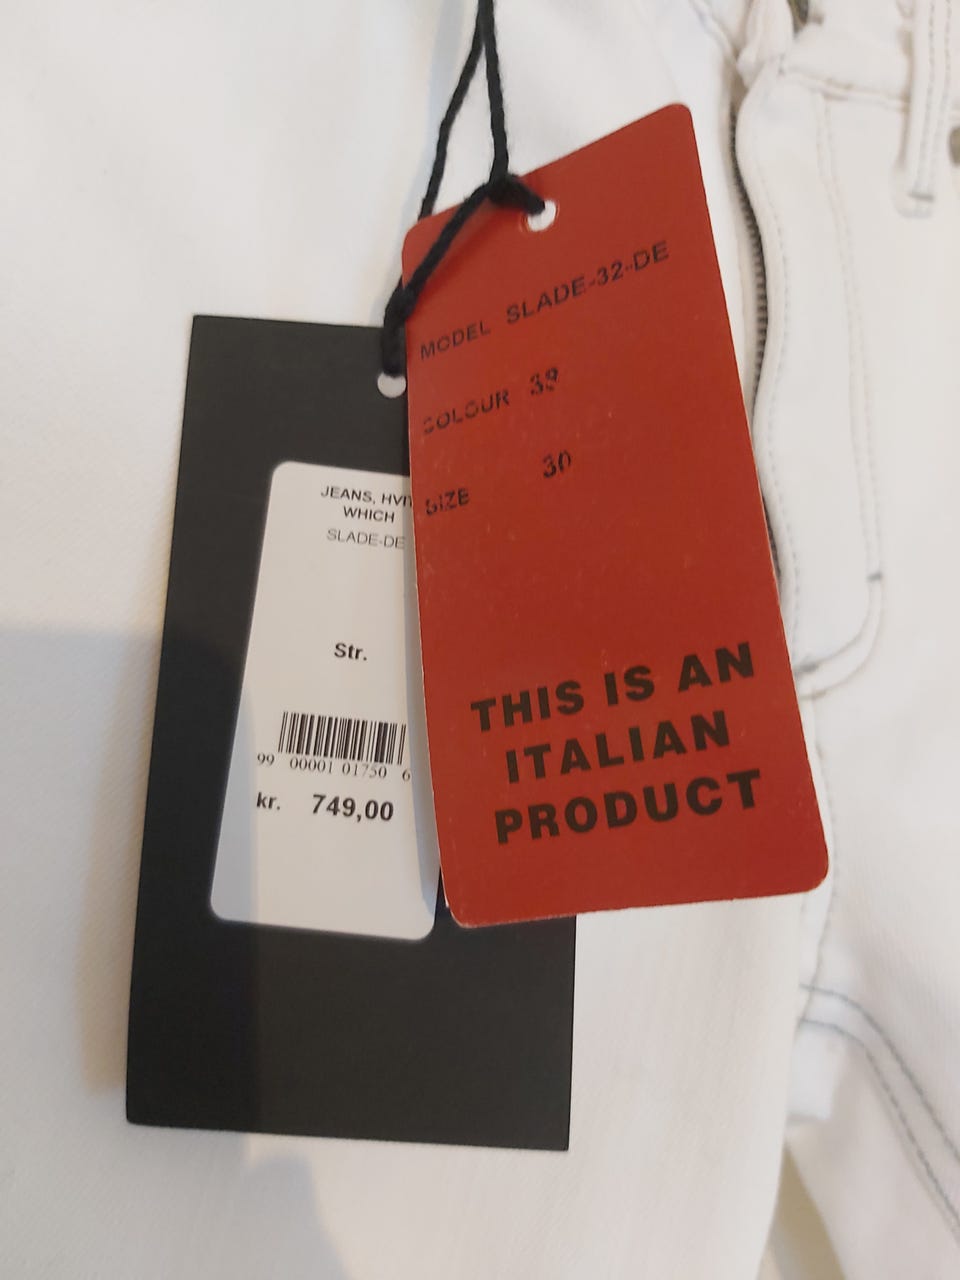 MODEL SLADE-32-DE
COLOUR 39
SIZE 30
THIS IS AN
ITALIAN
PRODUCT
JEANS, HVIT
WHICH
SLADE-DE
Str.
99 00001 01750 6
kr. 749,00